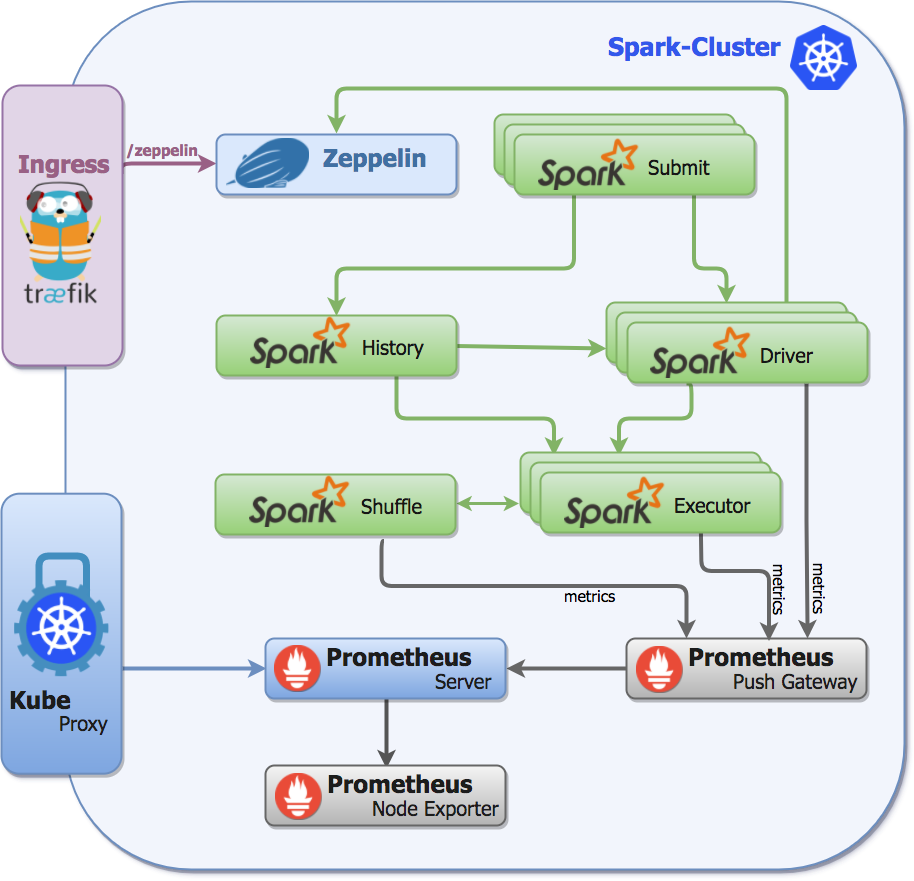 Spark-Cluster
Ingress
træfik
/zeppelin
Zeppelin
Spark Submit
Spark History
Spark Driver
Spark Shuffle
Spark Executor
metrics
metrics
metrics
Kube
Proxy
Prometheus
Server
Prometheus
Push Gateway
Prometheus
Node Exporter